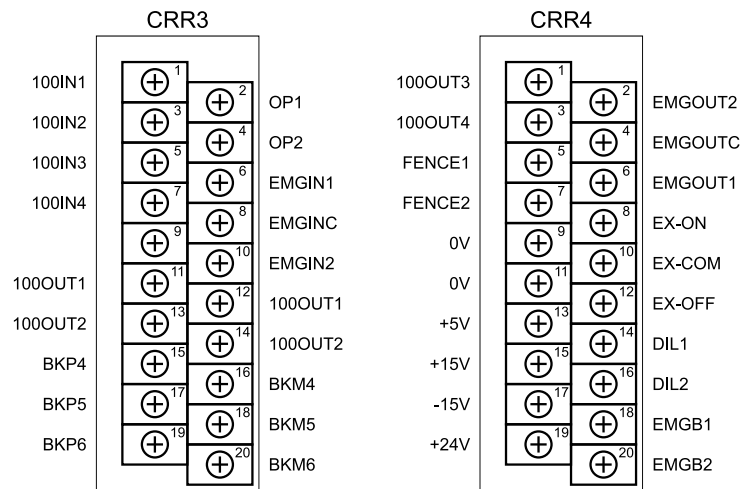 CRR3 CRR4
100IN1 1 100OUT3 1
2 OP1 2 EMGOUT2
100IN2 3 100OUT4 3
4 OP2 4 EMGOUTC
100IN3 5 FENCE1 5
6 EMGIN1 6 EMGOUT1
100IN4 7 FENCE2 7
8 EMGINC 8 EX-ON
9 0V 9
10 EMGIN2 10 EX-COM
100OUT1 11 0V 11
12 100OUT1 12 EX-OFF
100OUT2 13 +5V 13
14 100OUT2 14 DIL1
BKP4 15 +15V 15
16 BKM4 16 DIL2
BKP5 17 -15V 17
18 BKM5 18 EMGB1
BKP6 19 +24V 19
20 BKM6 20 EMGB2